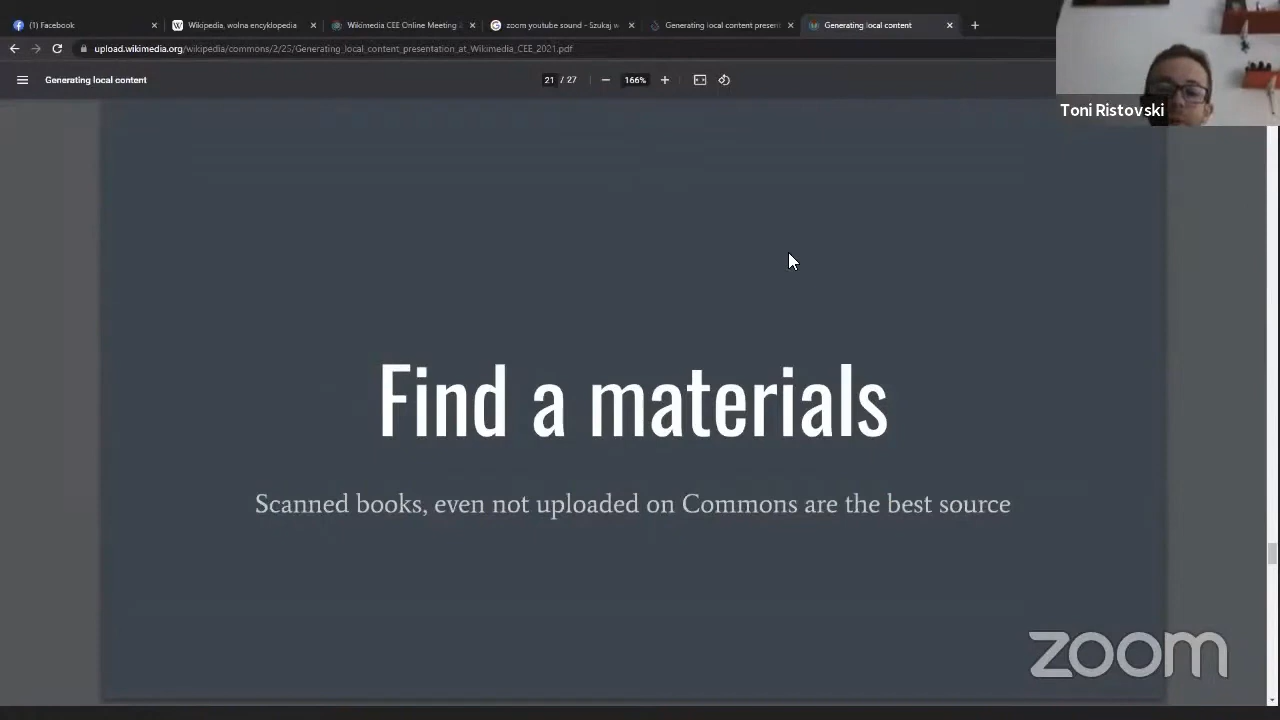 (1) Facebook
Wikipedia, wolna encyklopedia
Wikimedia CEE Online Meeting
zoom youtube sound - Szukaj w
Generating local content presen
Generating local content
upload.wikimedia.org/wikipedia/commons/2/25/Generating_local_content_presentation_at_Wikimedia_CEE_2021.pdf
Generating local content
21 / 27
166%
Toni Ristovski
Find a materials
Scanned books, even not uploaded on Commons are the best source
zoom